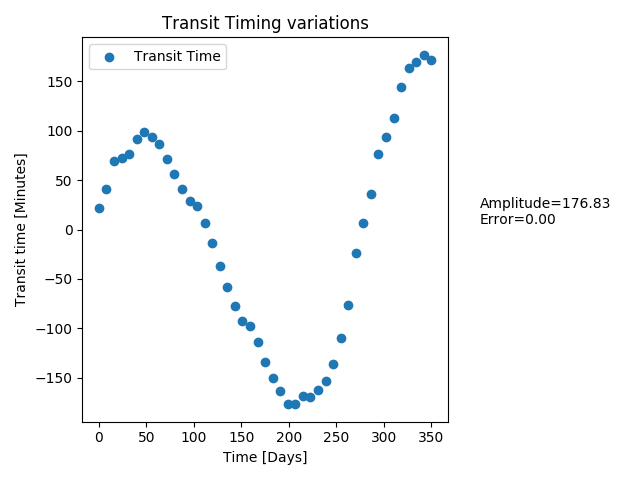 Transit Timing variations
Transit Time
Transit time [Minutes]
150
100
50
0
−50
−100
−150
0 50 100 150 200 250 300 350
Time [Days]
Amplitude=176.83
Error=0.00